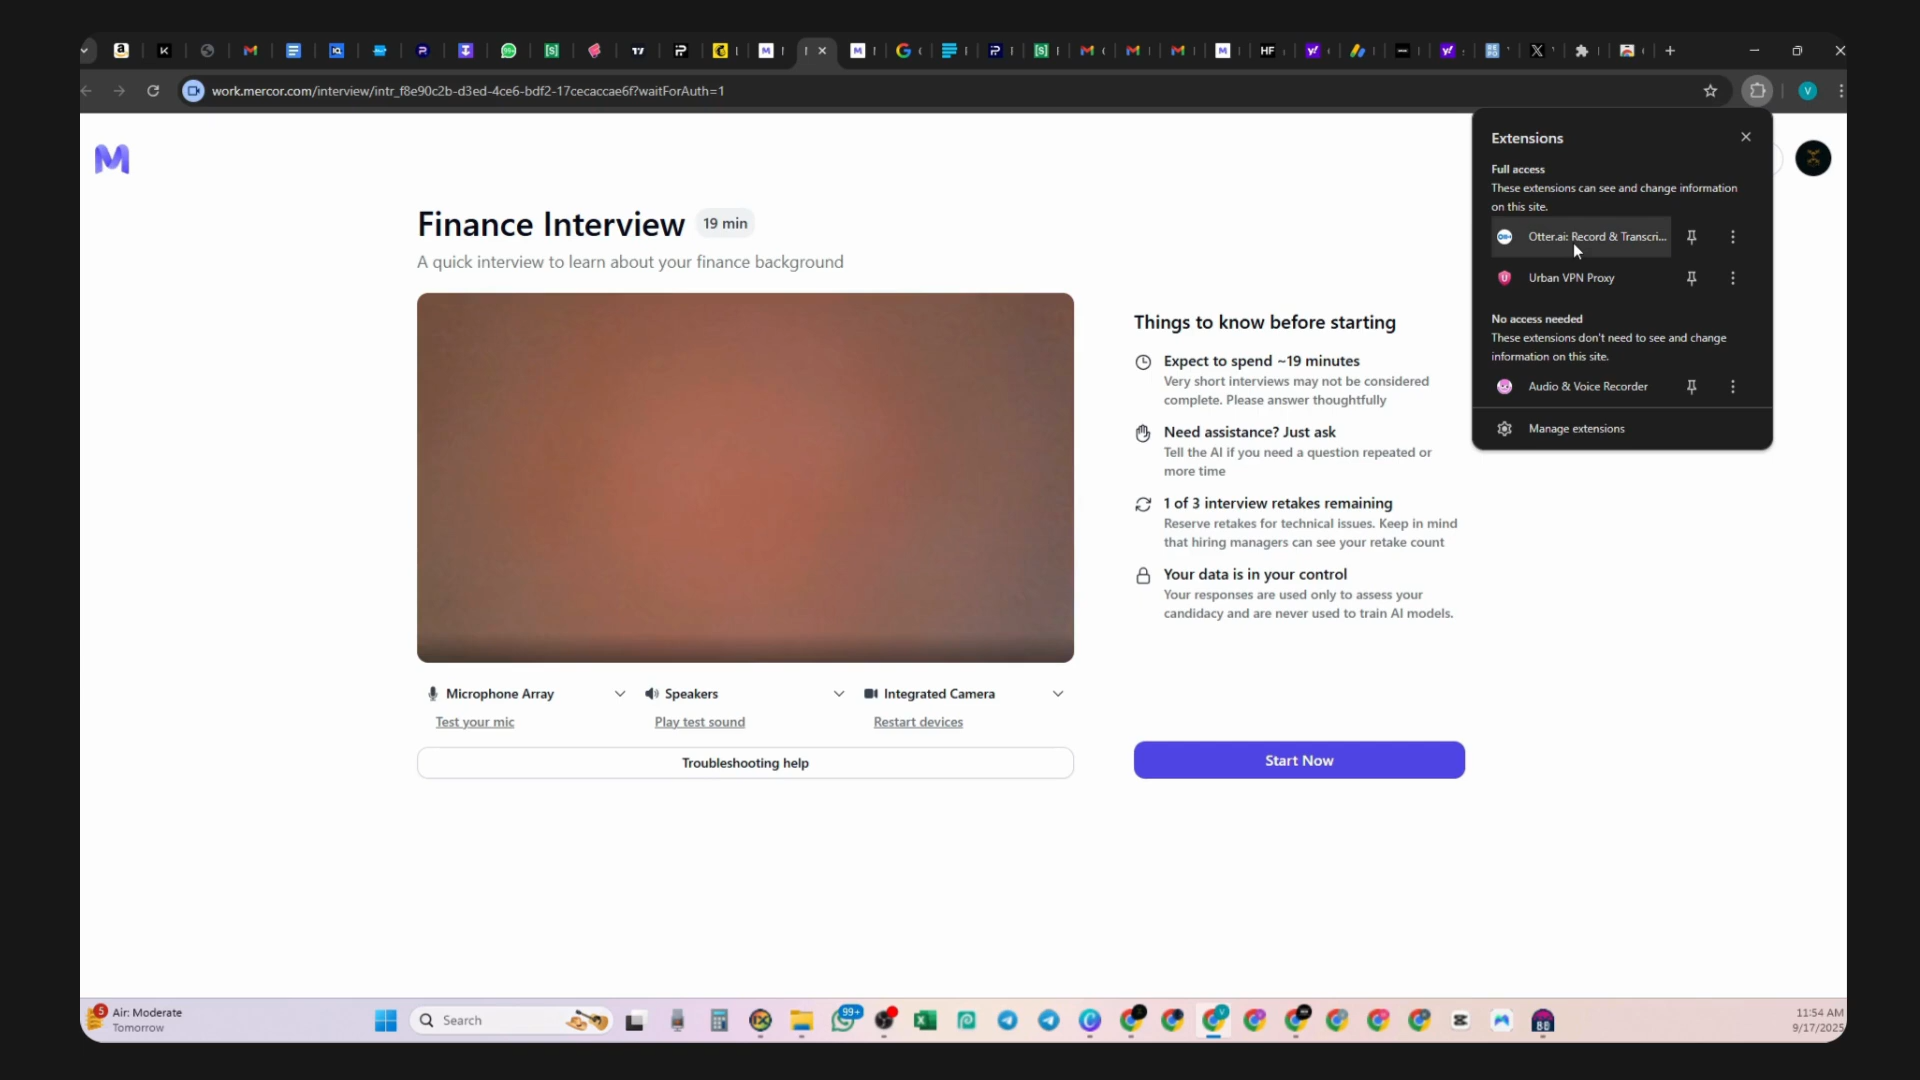 work.mercor.com/interview/intr_f8e90c2b-d3ed-4ce6-bdf2-17cecaccae6f?waitForAuth=1
V
Extensions
Full access
These extensions can see and change information
on this site.
Otter.ai: Record & Transcri...
Urban VPN Proxy
No access needed
These extensions don't need to see and change
information on this site.
Audio & Voice Recorder
Manage extensions
Finance Interview
19 min
A quick interview to learn about your finance background
Things to know before starting
Expect to spend ~19 minutes
Very short interviews may not be considered
complete. Please answer thoughtfully
Need assistance? Just ask
Tell the AI if you need a question repeated or
more time
1 of 3 interview retakes remaining
Reserve retakes for technical issues. Keep in mind
that hiring managers can see your retake count
Your data is in your control
Your responses are used only to assess your
candidacy and are never used to train AI models.
Microphone Array
Speakers
Integrated Camera
Test your mic
Play test sound
Restart devices
Troubleshooting help
Start Now
5
Air: Moderate
Tomorrow
Search
99+
11:54 AM
9/17/2025